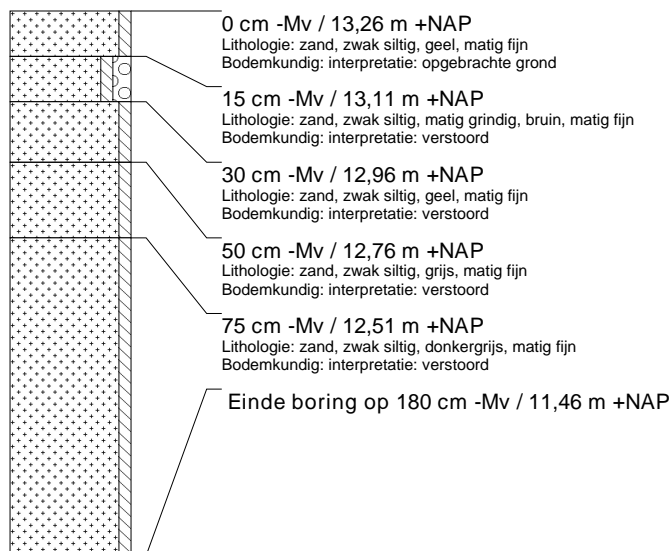 0 cm -Mv / 13,26 m +NAP
Lithologie: zand, zwak siltig, geel, matig fijn
Bodemkundig: interpretatie: opgebrachte grond
15 cm -Mv / 13,11 m +NAP
Lithologie: zand, zwak siltig, matig grindig, bruin, matig fijn
Bodemkundig: interpretatie: verstoord
30 cm -Mv / 12,96 m +NAP
Lithologie: zand, zwak siltig, geel, matig fijn
Bodemkundig: interpretatie: verstoord
50 cm -Mv / 12,76 m +NAP
Lithologie: zand, zwak siltig, grijs, matig fijn
Bodemkundig: interpretatie: verstoord
75 cm -Mv / 12,51 m +NAP
Lithologie: zand, zwak siltig, donkergrijs, matig fijn
Bodemkundig: interpretatie: verstoord
Einde boring op 180 cm -Mv / 11,46 m +NAP